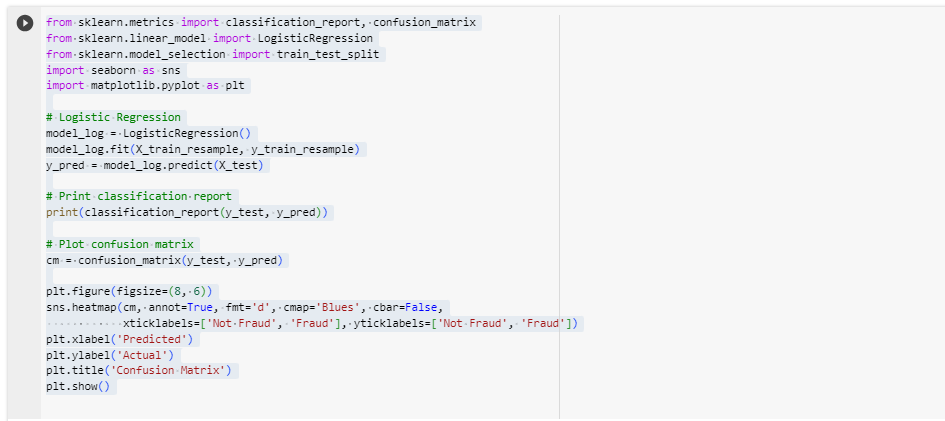 from sklearn.metrics import classification_report, confusion_matrix
from sklearn.linear_model import LogisticRegression
from sklearn.model_selection import train_test_split
import seaborn as sns
import matplotlib.pyplot as plt
# Logistic Regression
model_log = LogisticRegression()
model_log.fit(X_train_resample, y_train_resample)
y_pred = model_log.predict(X_test)
# Print classification report
print(classification_report(y_test, y_pred))
# Plot confusion matrix
cm = confusion_matrix(y_test, y_pred)
plt.figure(figsize=(8, 6))
sns.heatmap(cm, annot=True, fmt='d', cmap='Blues', cbar=False,
            xticklabels=['Not Fraud', 'Fraud'], yticklabels=['Not Fraud', 'Fraud'])
plt.xlabel('Predicted')
plt.ylabel('Actual')
plt.title('Confusion Matrix')
plt.show()